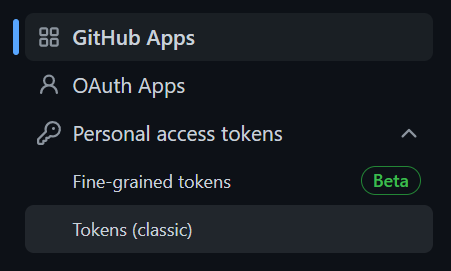 GitHub Apps
OAuth Apps
Personal access tokens
Fine-grained tokens Beta
Tokens (classic)